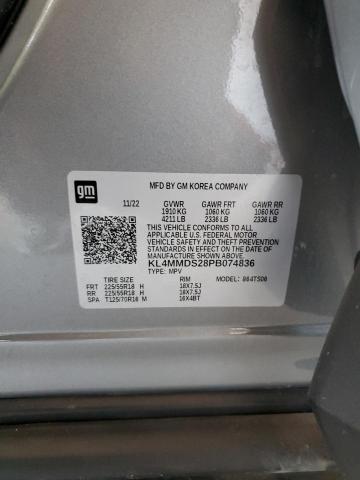 gm
MFD BY GM KOREA COMPANY
11/22 GVWR GAWR FRT GAWR RR
1910 KG 1060 KG 1060 KG
4211 LB 2336 LB 2336 LB
THIS VEHICLE CONFORMS TO ALL
APPLICABLE U.S. FEDERAL MOTOR
VEHICLE SAFETY AND THEFT
PREVENTION STANDARDS IN EFFECT
ON THE DATE OF MANUFACTURE
SHOWN ABOVE.
KL4MMDS28PB074836
TYPE: MPV
TIRE SIZE RIM MODEL: 864TS06
FRT 225/55R18 H 18X7.5J
RR 225/55R18 H 18X7.5J
SPA T125/70R16 M 16X4BT